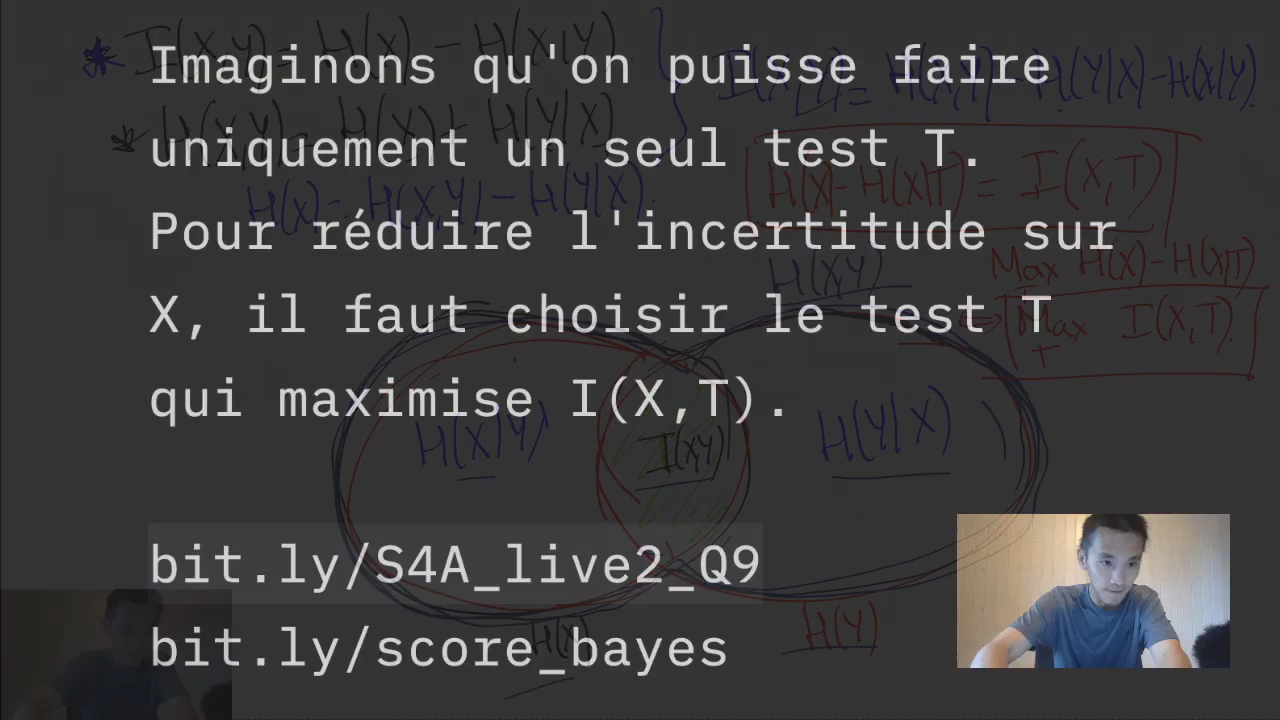 Imaginons qu'on puisse faire
uniquement un seul test T.
Pour réduire l'incertitude sur
X, il faut choisir le test T
qui maximise I(X,T).
bit.ly/S4A_live2_Q9
bit.ly/score_bayes
* I(X,Y) = H(X) - H(X|Y)
* H(X,Y) = H(X) + H(Y|X)
H(X) = H(X,Y) - H(Y|X).
I(X,Y) = H(X,Y) - H(Y|X) - H(X|Y).
H(X) - H(X|T) = I(X,T)
Max H(X) - H(X|T)
T
⇔ Max I(X,T).
T
H(X,Y)
H(X|Y)
I(X,Y)
H(Y|X)
H(X)
H(Y)